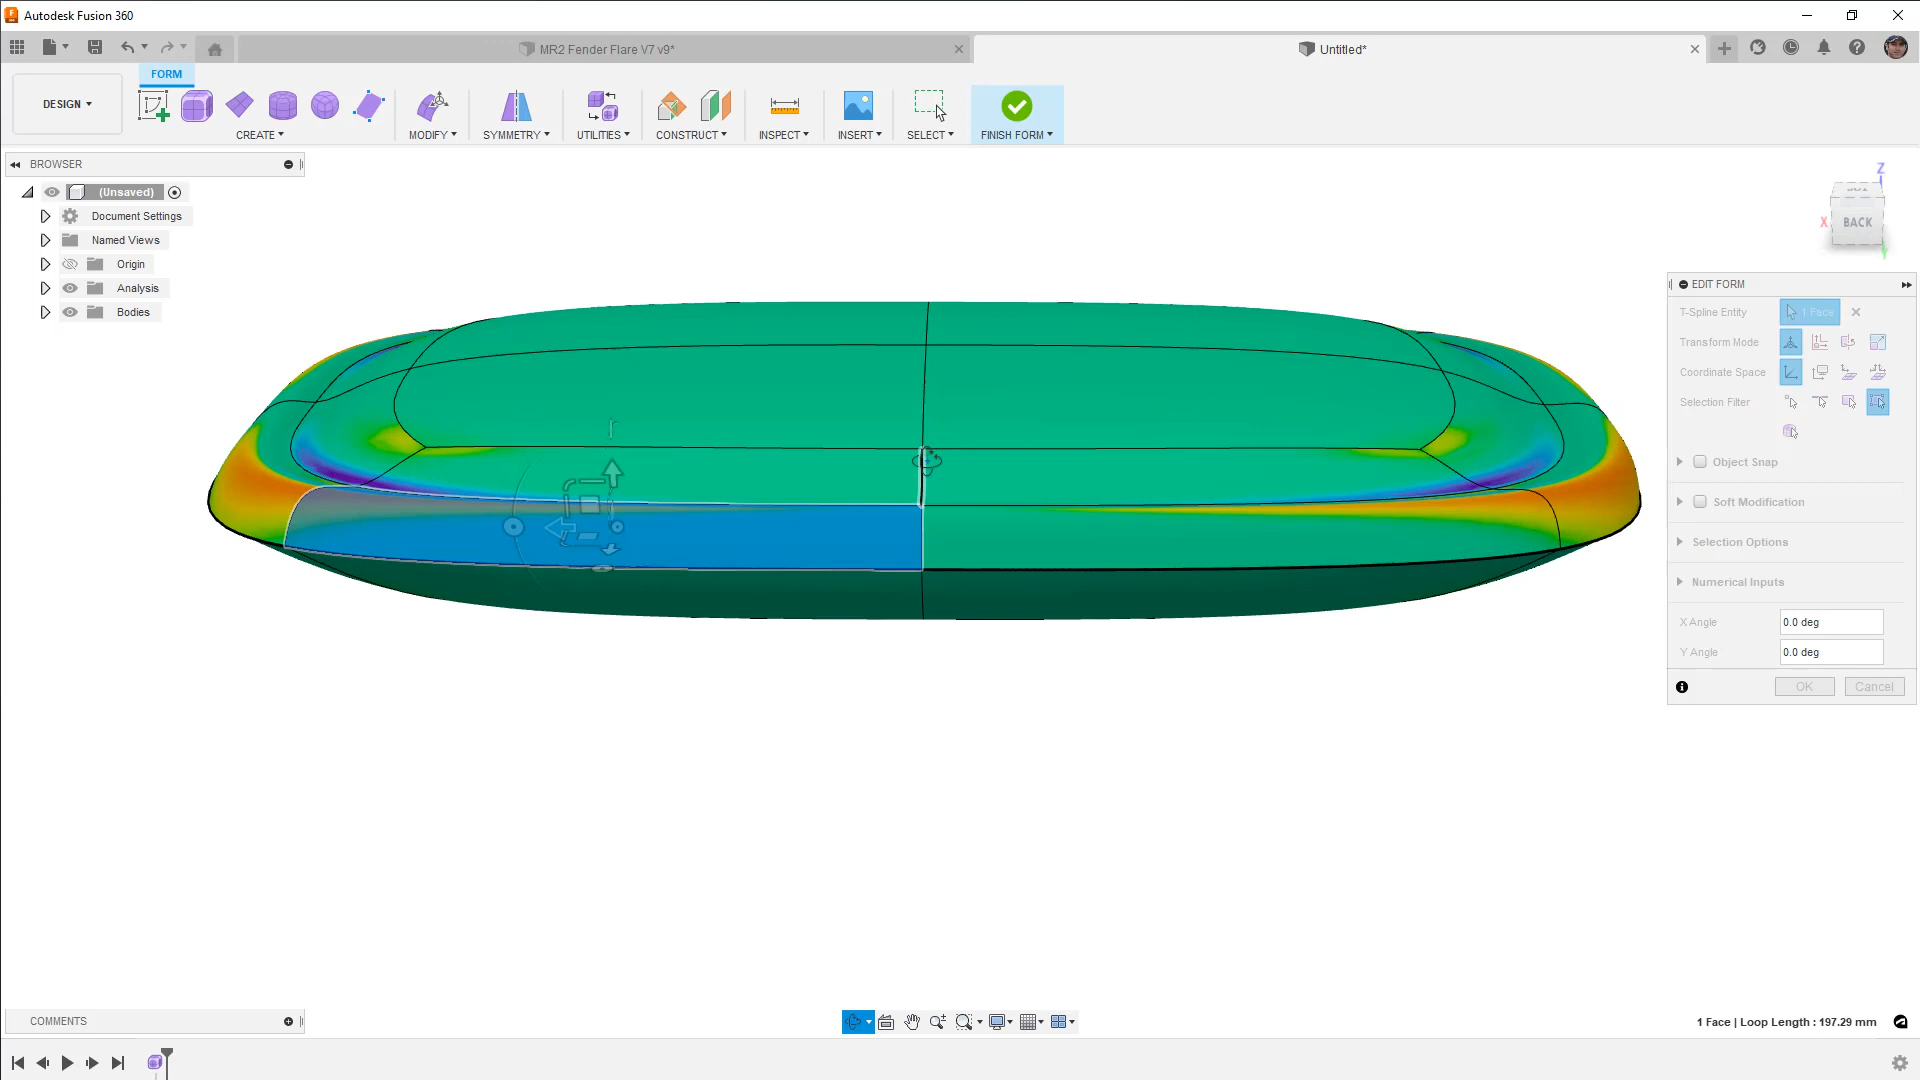 Autodesk Fusion 360
MR2 Fender Flare V7 v9*
Untitled*
FORM
DESIGN
CREATE
MODIFY
SYMMETRY
UTILITIES
CONSTRUCT
INSPECT
INSERT
SELECT
FINISH FORM
BROWSER
(Unsaved)
Document Settings
Named Views
Origin
Analysis
Bodies
Z
X
BACK
Y
EDIT FORM
T-Spline Entity
1 Face
Transform Mode
Coordinate Space
Selection Filter
Object Snap
Soft Modification
Selection Options
Numerical Inputs
X Angle
0.0 deg
Y Angle
0.0 deg
OK
Cancel
COMMENTS
1 Face | Loop Length : 197.29 mm